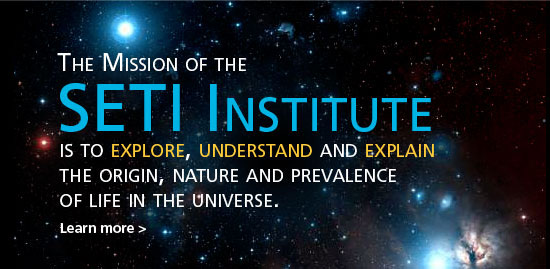 The Mission of the
SETI Institute
is to explore, understand and explain
the origin, nature and prevalence
of life in the universe.
Learn more >